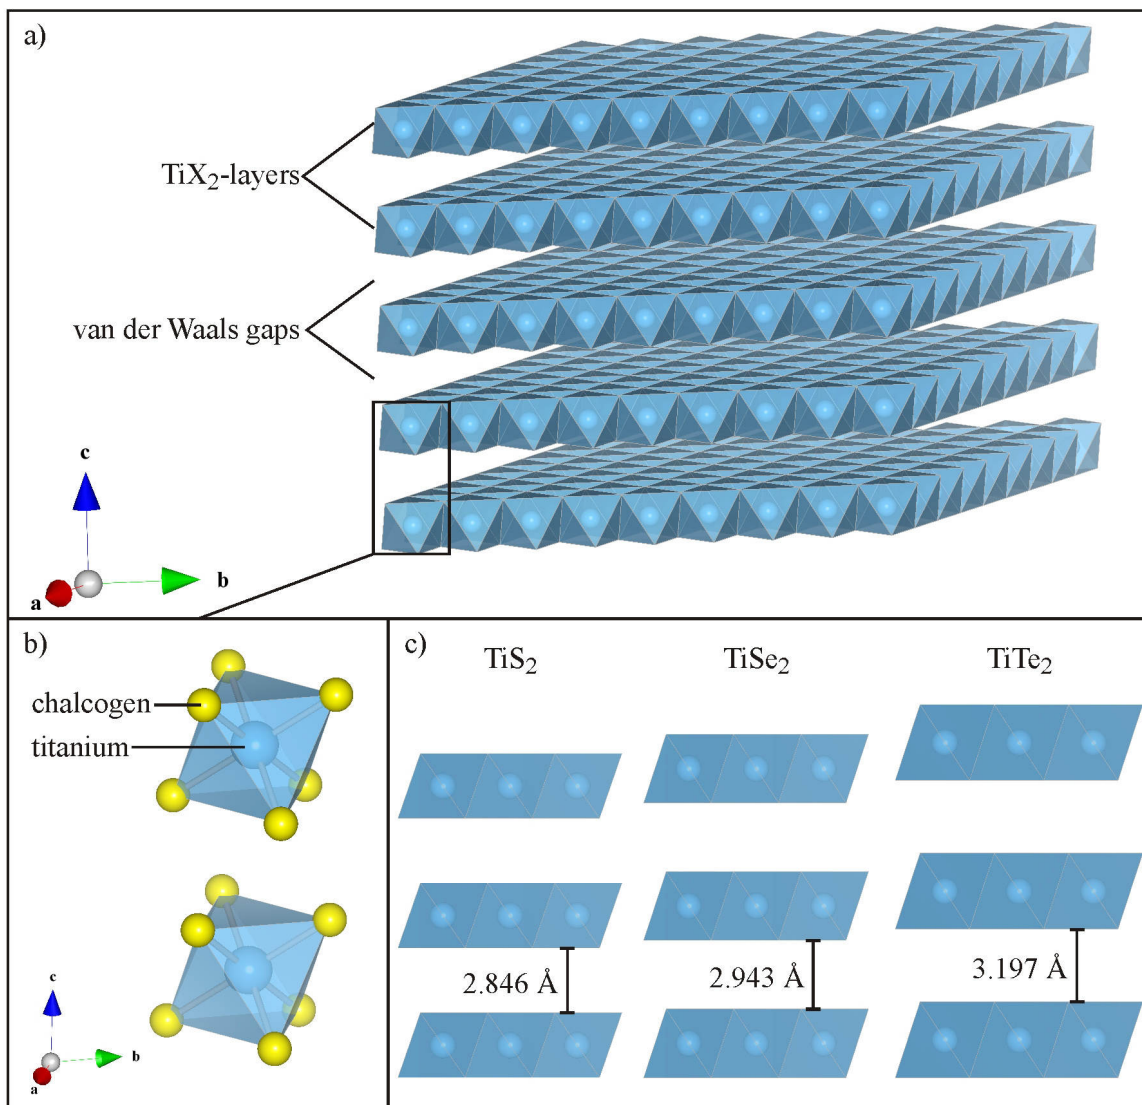 a)
TiX₂-layers
van der Waals gaps
c
b
a
b)
chalcogen
titanium
c
b
a
c)
TiS₂ TiSe₂ TiTe₂
2.846 Å 2.943 Å 3.197 Å